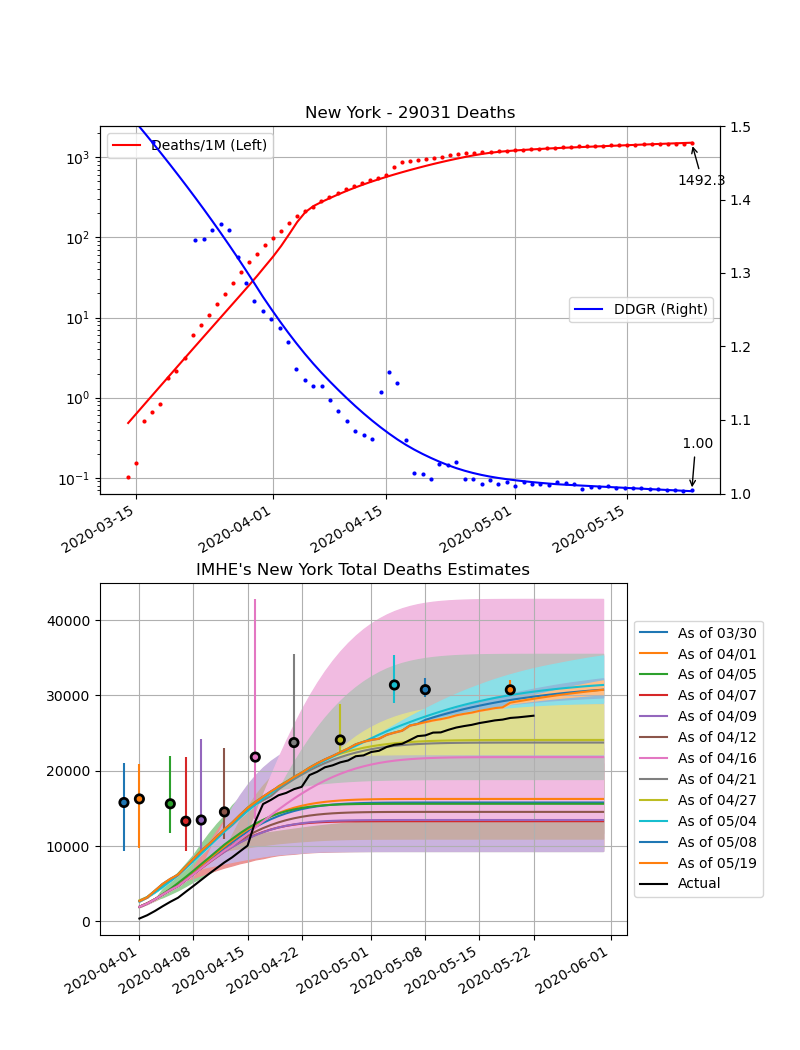 New York - 29031 Deaths
Deaths/1M (Left)
DDGR (Right)
1492.3
1.00
10³
10²
10¹
10⁰
10⁻¹
1.5
1.4
1.3
1.2
1.1
1.0
2020-03-15
2020-04-01
2020-04-15
2020-05-01
2020-05-15
IMHE's New York Total Deaths Estimates
40000
30000
20000
10000
0
2020-04-01
2020-04-08
2020-04-15
2020-04-22
2020-05-01
2020-05-08
2020-05-15
2020-05-22
2020-06-01
As of 03/30
As of 04/01
As of 04/05
As of 04/07
As of 04/09
As of 04/12
As of 04/16
As of 04/21
As of 04/27
As of 05/04
As of 05/08
As of 05/19
Actual